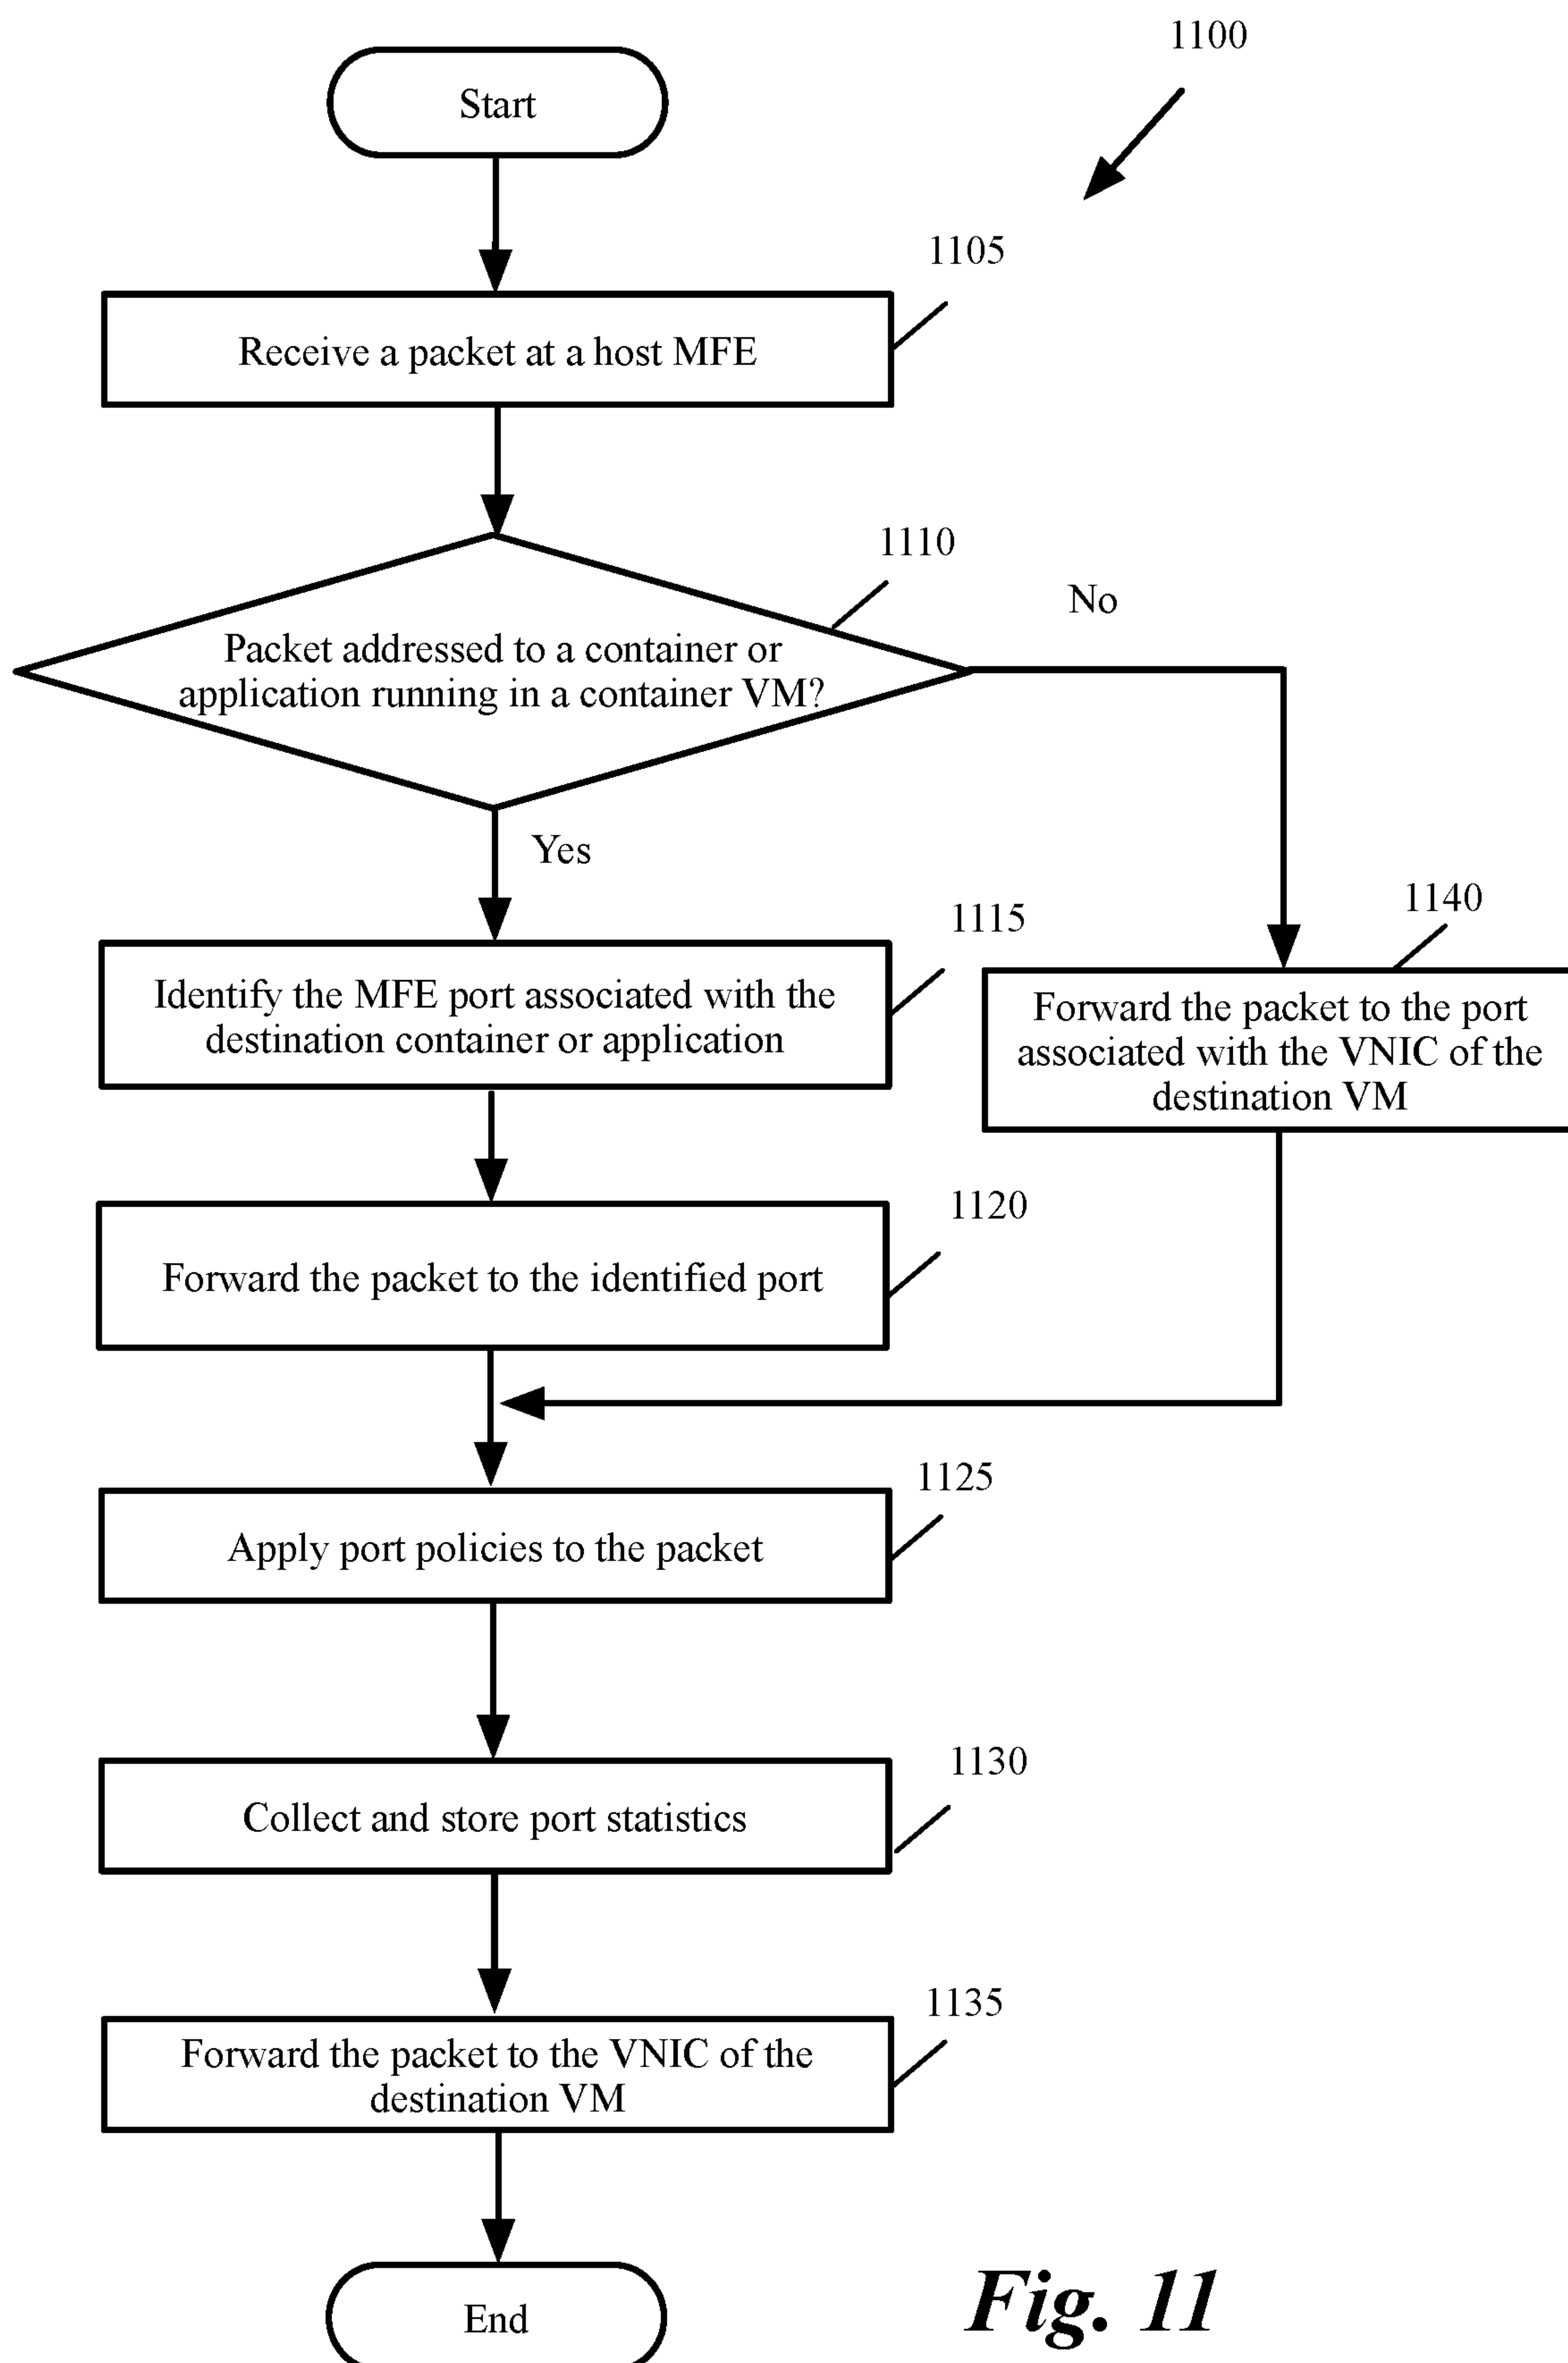 1100
Start
1105
Receive a packet at a host MFE
1110
No
Packet addressed to a container or
application running in a container VM?
Yes
1115
1140
Identify the MFE port associated with the
destination container or application
Forward the packet to the port
associated with the VNIC of the
destination VM
1120
Forward the packet to the identified port
1125
Apply port policies to the packet
1130
Collect and store port statistics
1135
Forward the packet to the VNIC of the
destination VM
End
Fig. 11